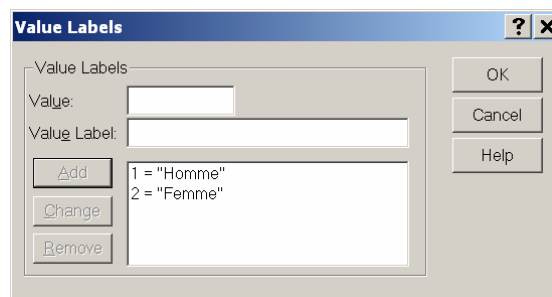 Value Labels
Value Labels
OK
Value:
Cancel
Value Label:
Help
Add
1 = "Homme"
Change
2 = "Femme"
Remove